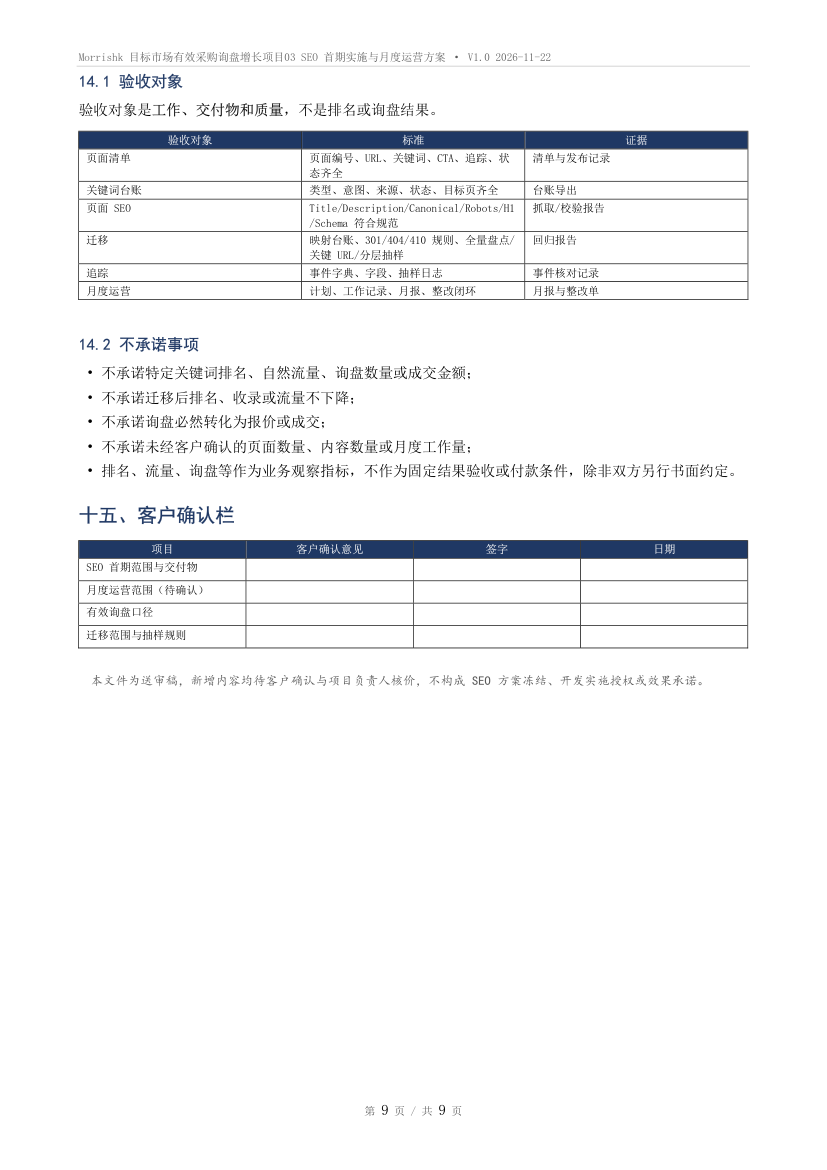 Morrishk 目标市场有效采购询盘增长项目03 SEO 首期实施与月度运营方案 • V1.0 2026-11-22
14.1 验收对象
验收对象是工作、交付物和质量，不是排名或询盘结果。
验收对象 标准 证据
页面清单 页面编号、URL、关键词、CTA、追踪、状 清单与发布记录
态齐全
关键词台账 类型、意图、来源、状态、目标页齐全 台账导出
页面 SEO Title/Description/Canonical/Robots/H1 抓取/校验报告
/Schema 符合规范
迁移 映射台账、301/404/410 规则、全量盘点/ 回归报告
关键 URL/分层抽样
追踪 事件字典、字段、抽样日志 事件核对记录
月度运营 计划、工作记录、月报、整改闭环 月报与整改单
14.2 不承诺事项
• 不承诺特定关键词排名、自然流量、询盘数量或成交金额；
• 不承诺迁移后排名、收录或流量不下降；
• 不承诺询盘必然转化为报价或成交；
• 不承诺未经客户确认的页面数量、内容数量或月度工作量；
• 排名、流量、询盘等作为业务观察指标，不作为固定结果验收或付款条件，除非双方另行书面约定。
十五、客户确认栏
项目 客户确认意见 签字 日期
SEO 首期范围与交付物
月度运营范围（待确认）
有效询盘口径
迁移范围与抽样规则
本文件为送审稿，新增内容均待客户确认与项目负责人核价，不构成 SEO 方案冻结、开发实施授权或效果承诺。
第 9 页 / 共 9 页